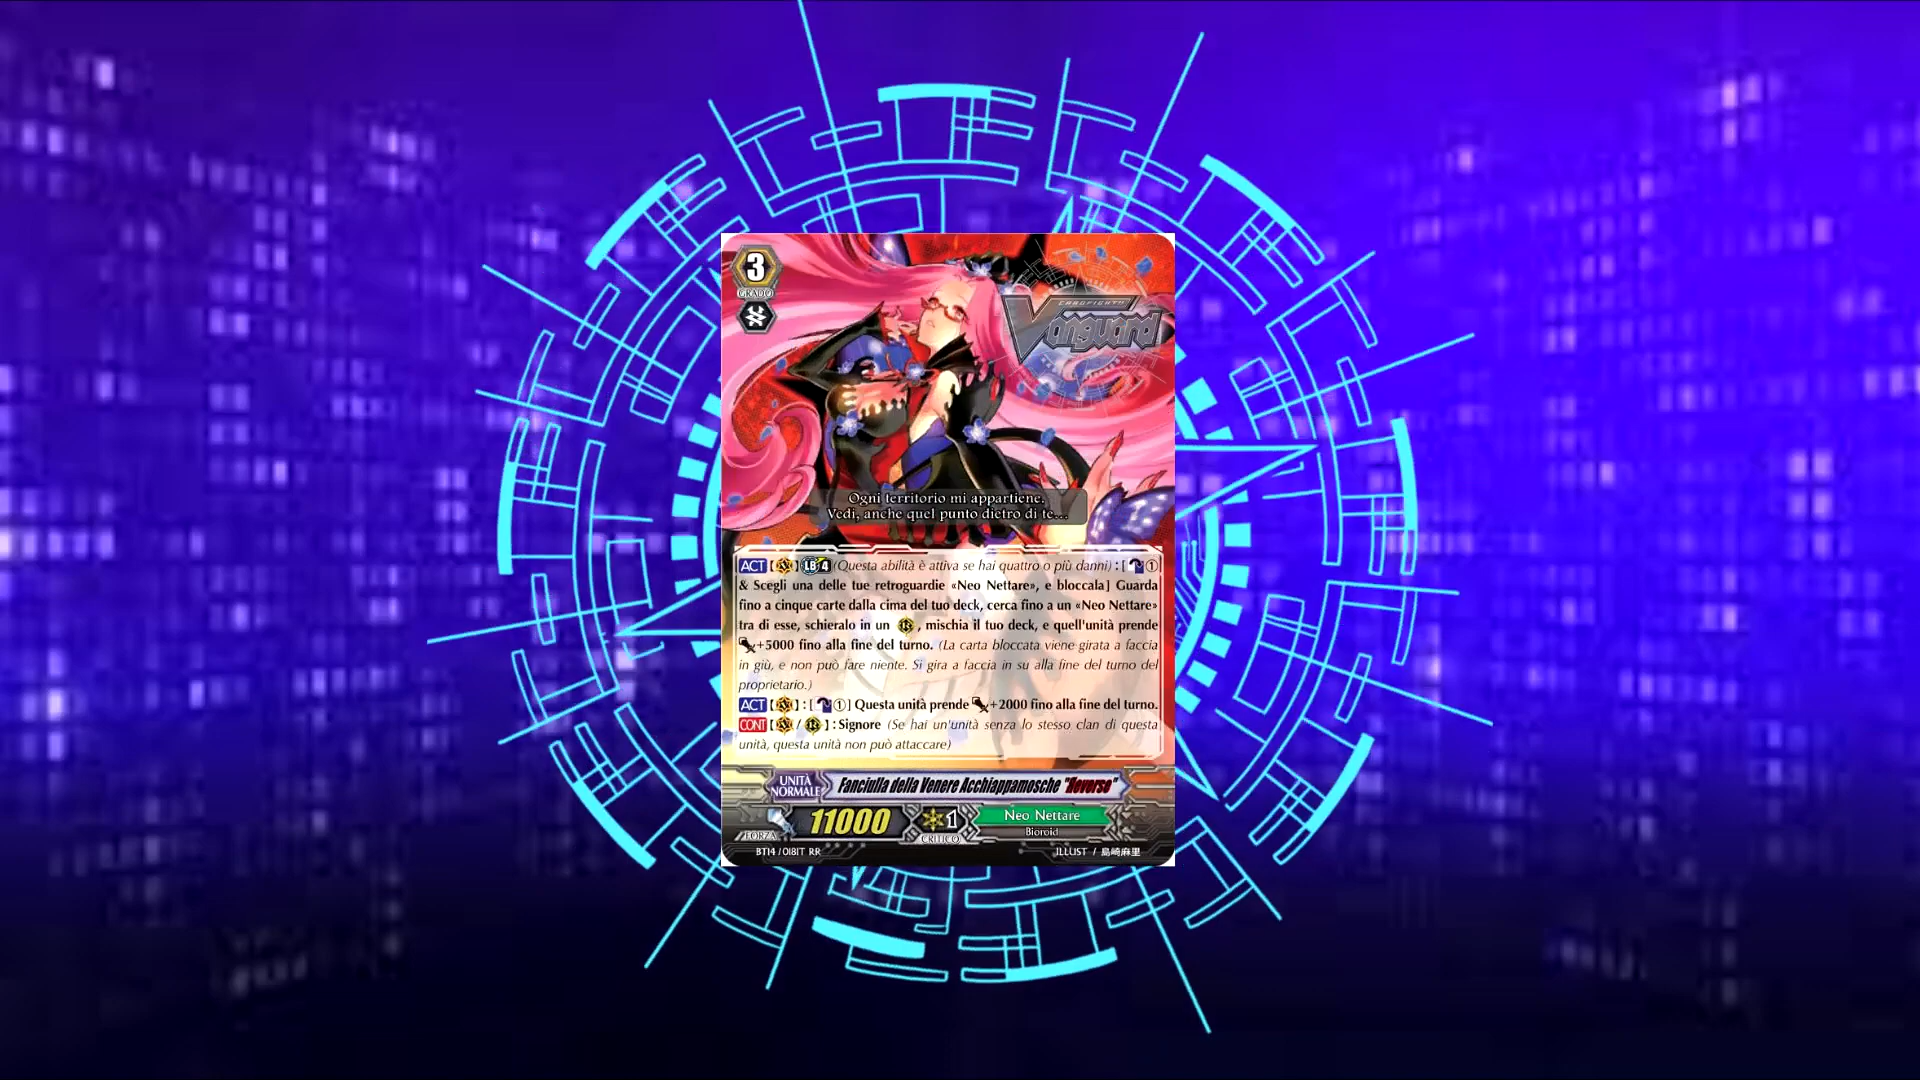 3
GRADO
CARDFIGHT!!
Vanguard
Ogni territorio mi appartiene.
Vedi, anche quel punto dietro di te...
ACT [ ] LB 4 (Questa abilità è attiva se hai quattro o più danni) : [ ①
& Scegli una delle tue retroguardie «Neo Nettare», e bloccala] Guarda
fino a cinque carte dalla cima del tuo deck, cerca fino a un «Neo Nettare»
tra di esse, schieralo in un R , mischia il tuo deck, e quell'unità prende
+5000 fino alla fine del turno. (La carta bloccata viene girata a faccia
in giù, e non può fare niente. Si gira a faccia in su alla fine del turno del
proprietario.)
ACT [ ] : [ ① ] Questa unità prende +2000 fino alla fine del turno.
CONT [ / R ] : Signore (Se hai un'unità senza lo stesso clan di questa
unità, questa unità non può attaccare)
UNITÀ
NORMALE
Fanciulla della Venere Acchiappamosche "Яeverse"
FORZA
11000
1
CRITICO
Neo Nettare
Bioroid
BT14/018IT RR
ILLUST / 島崎麻里